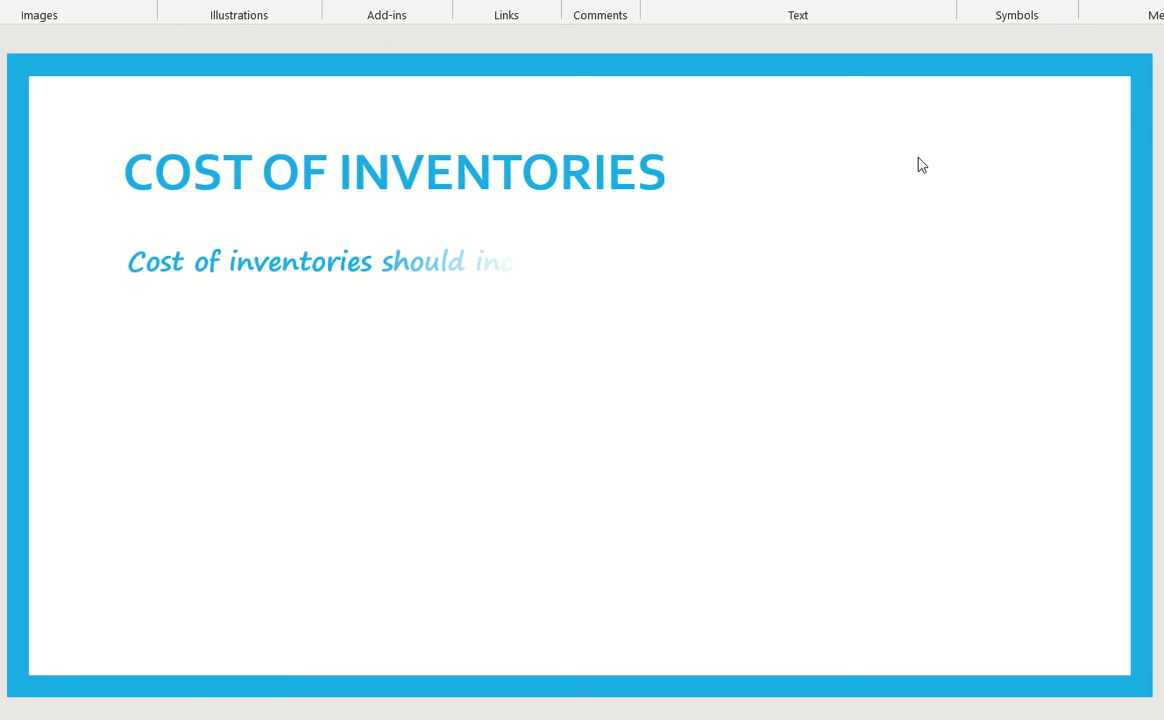 Images Illustrations Add-ins Links Comments Text Symbols
COST OF INVENTORIES
Cost of inventories should